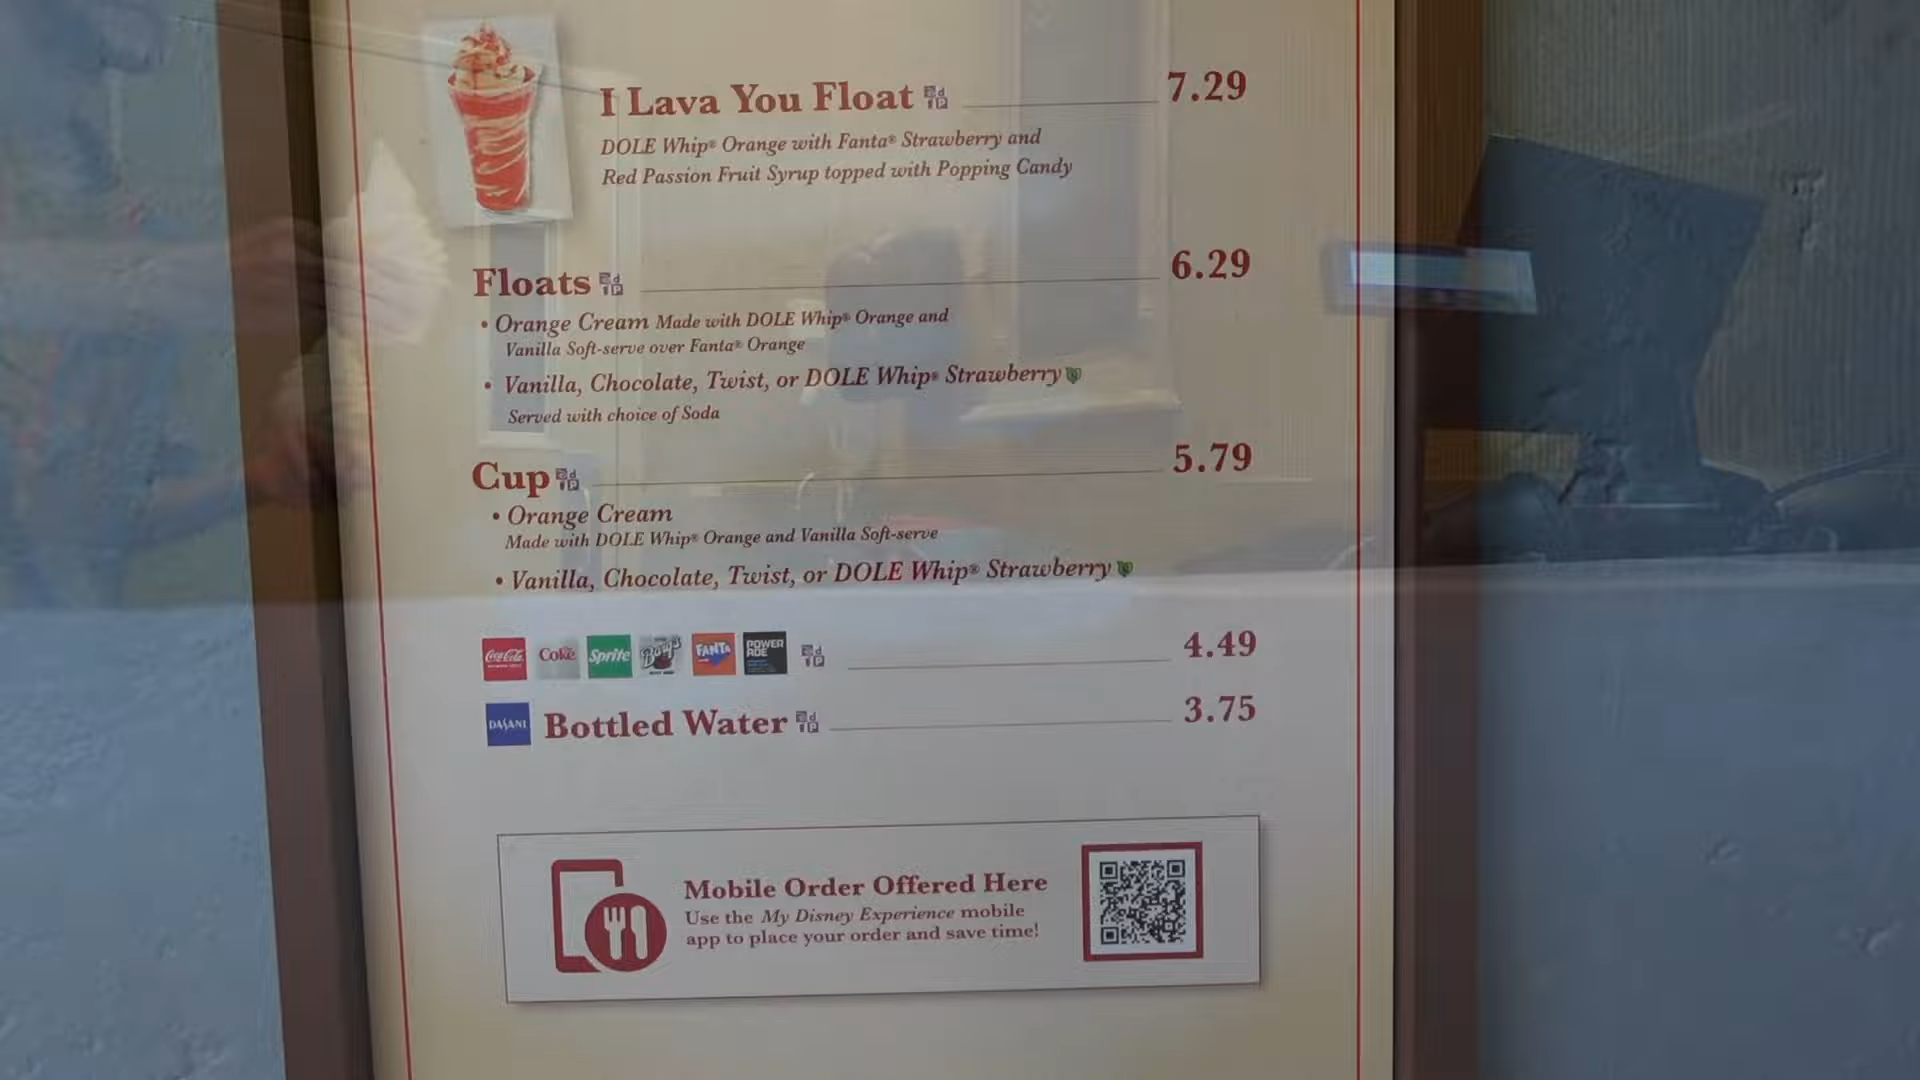 I Lava You Float 7.29
DOLE Whip® Orange with Fanta® Strawberry and
Red Passion Fruit Syrup topped with Popping Candy
Floats 6.29
• Orange Cream Made with DOLE Whip® Orange and
Vanilla Soft-serve over Fanta® Orange
• Vanilla, Chocolate, Twist, or DOLE Whip® Strawberry
Served with choice of Soda
Cup 5.79
• Orange Cream
Made with DOLE Whip® Orange and Vanilla Soft-serve
• Vanilla, Chocolate, Twist, or DOLE Whip® Strawberry
Coca-Cola Coke Sprite Barq's FANTA POWERADE 4.49
DASANI Bottled Water 3.75
Mobile Order Offered Here
Use the My Disney Experience mobile
app to place your order and save time!